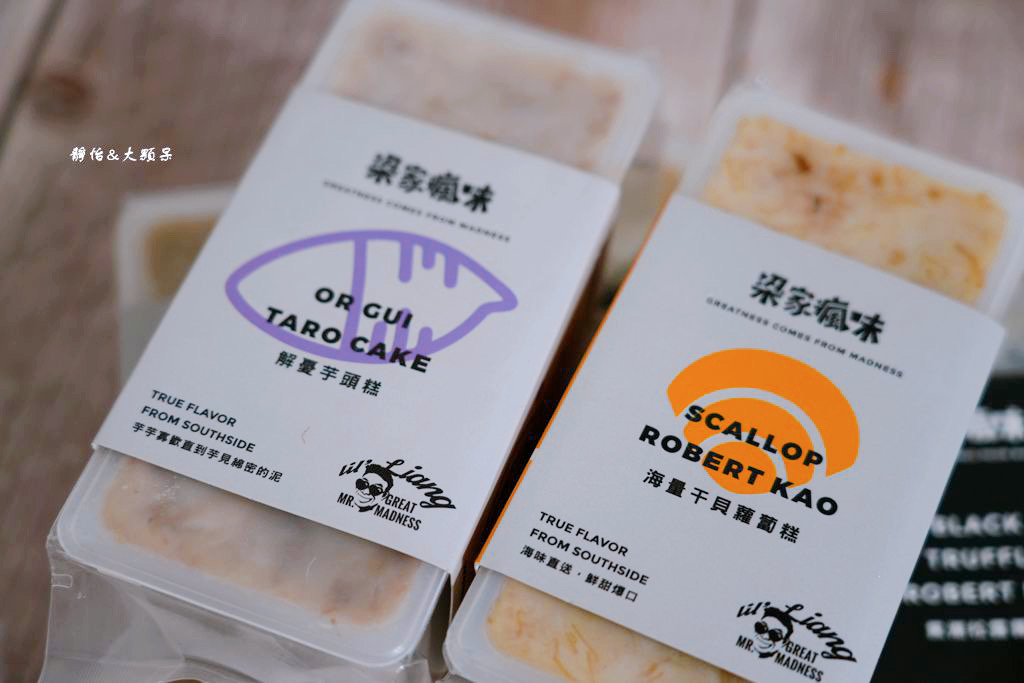 靜怡&大顆呆
梁家瘋味
GREATNESS COMES FROM MADNESS
OR GUI
TARO CAKE
解憂芋頭糕
TRUE FLAVOR
FROM SOUTHSIDE
芋芋寡歡直到芋見綿密的泥
lil' Liang
MR. GREAT
MADNESS
梁家瘋味
GREATNESS COMES FROM MADNESS
SCALLOP
ROBERT KAO
海量干貝蘿蔔糕
TRUE FLAVOR
FROM SOUTHSIDE
海味直送，鮮甜爆口
lil' Liang
MR. GREAT
MADNESS
BLACK
TRUFFL
ROBERT